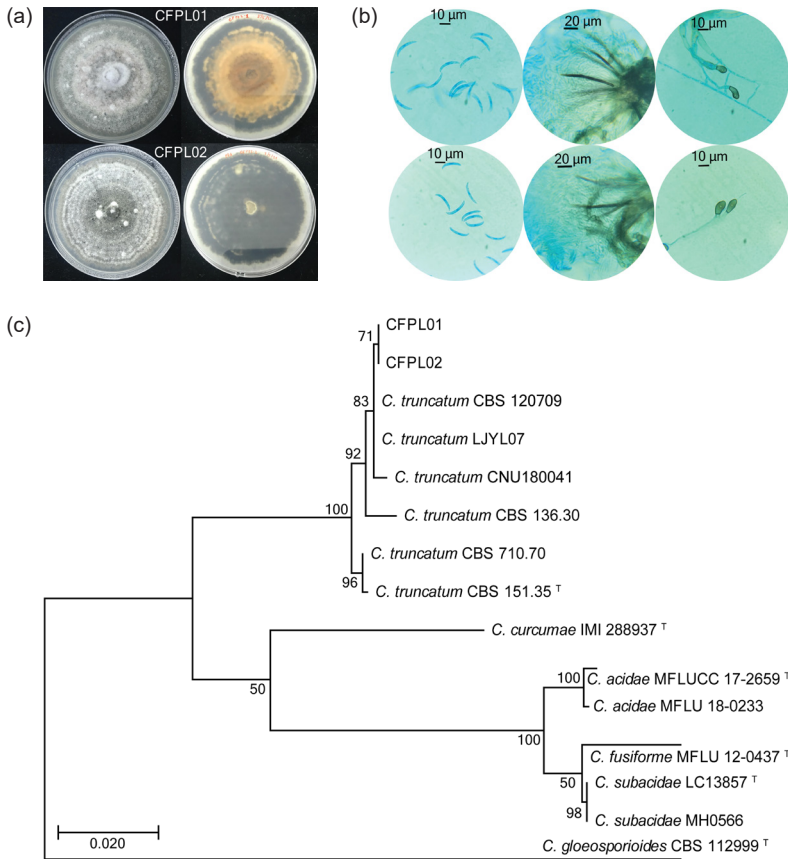 (a)
CFPL01
CFPL02
(b)
10 µm
20 µm
10 µm
10 µm
20 µm
10 µm
(c)
CFPL01
71
CFPL02
83
C. truncatum CBS 120709
C. truncatum LJYL07
92
C. truncatum CNU180041
100
C. truncatum CBS 136.30
C. truncatum CBS 710.70
96
C. truncatum CBS 151.35 T
C. curcumae IMI 288937 T
50
100
C. acidae MFLUCC 17-2659 T
C. acidae MFLU 18-0233
100
C. fusiforme MFLU 12-0437 T
50
C. subacidae LC13857 T
98
C. subacidae MH0566
0.020
C. gloeosporioides CBS 112999 T